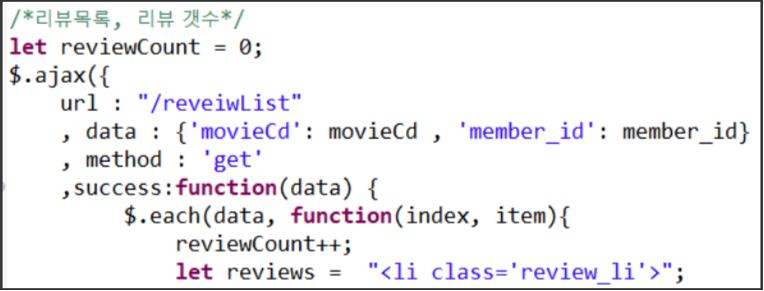 /*리뷰목록, 리뷰 갯수*/
let reviewCount = 0;
$.ajax({
url : "/reveiwList"
, data : {'movieCd': movieCd , 'member_id': member_id}
, method : 'get'
,success:function(data) {
$.each(data, function(index, item){
reviewCount++;
let reviews =  "<li class='review_li'>";